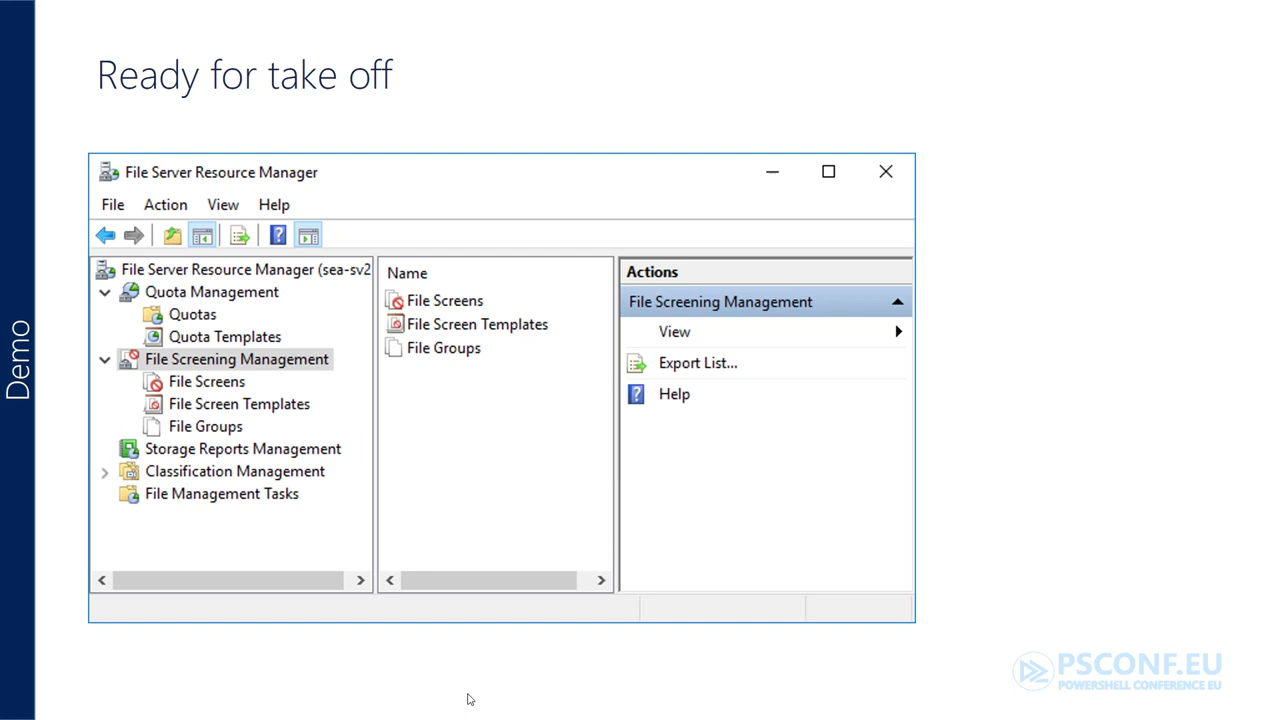 Ready for take off
Demo
File Server Resource Manager
File Action View Help
File Server Resource Manager (sea-sv2
Quota Management
Quotas
Quota Templates
File Screening Management
File Screens
File Screen Templates
File Groups
Storage Reports Management
Classification Management
File Management Tasks
Name
File Screens
File Screen Templates
File Groups
Actions
File Screening Management
View
Export List...
Help
PSCONF.EU
POWERSHELL CONFERENCE EU